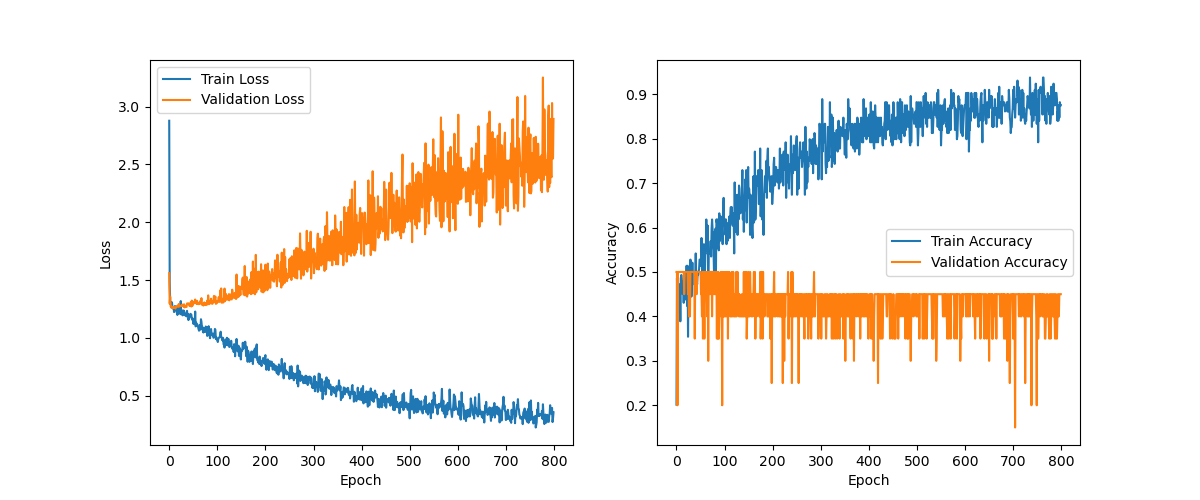 Train Loss
Validation Loss
3.0
2.5
2.0
1.5
1.0
0.5
Loss
0 100 200 300 400 500 600 700 800
Epoch
0.9
0.8
0.7
0.6
0.5
0.4
0.3
0.2
Accuracy
Train Accuracy
Validation Accuracy
0 100 200 300 400 500 600 700 800
Epoch